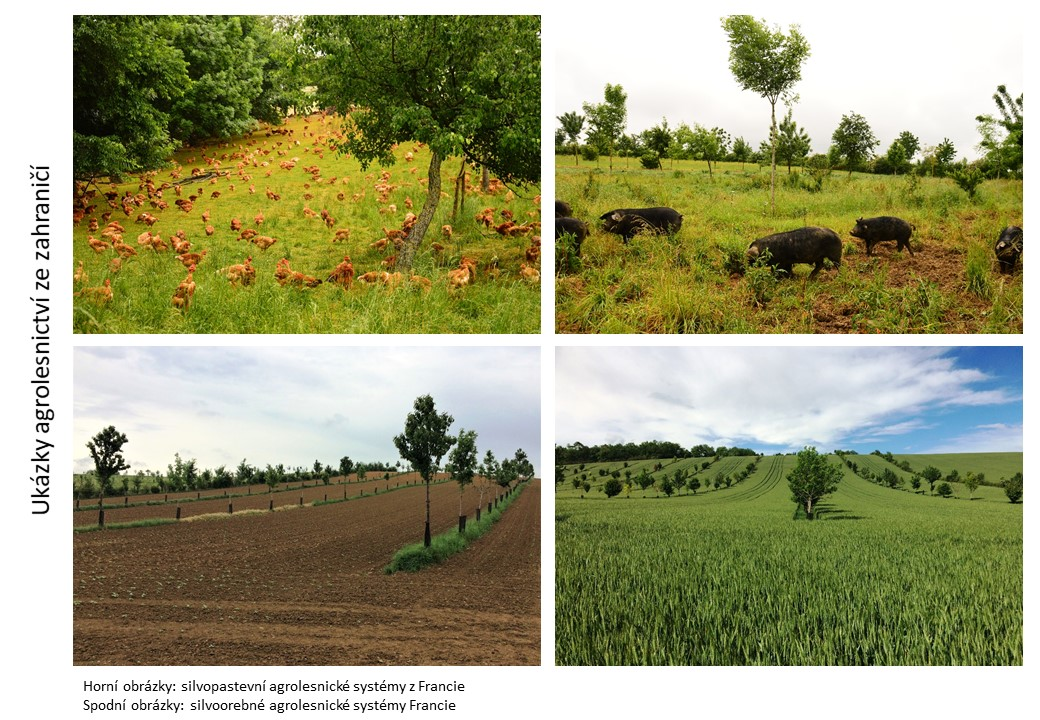 Ukázky agrolesnictví ze zahraničí
Horní obrázky: silvopastevní agrolesnické systémy z Francie
Spodní obrázky: silvoorebné agrolesnické systémy Francie